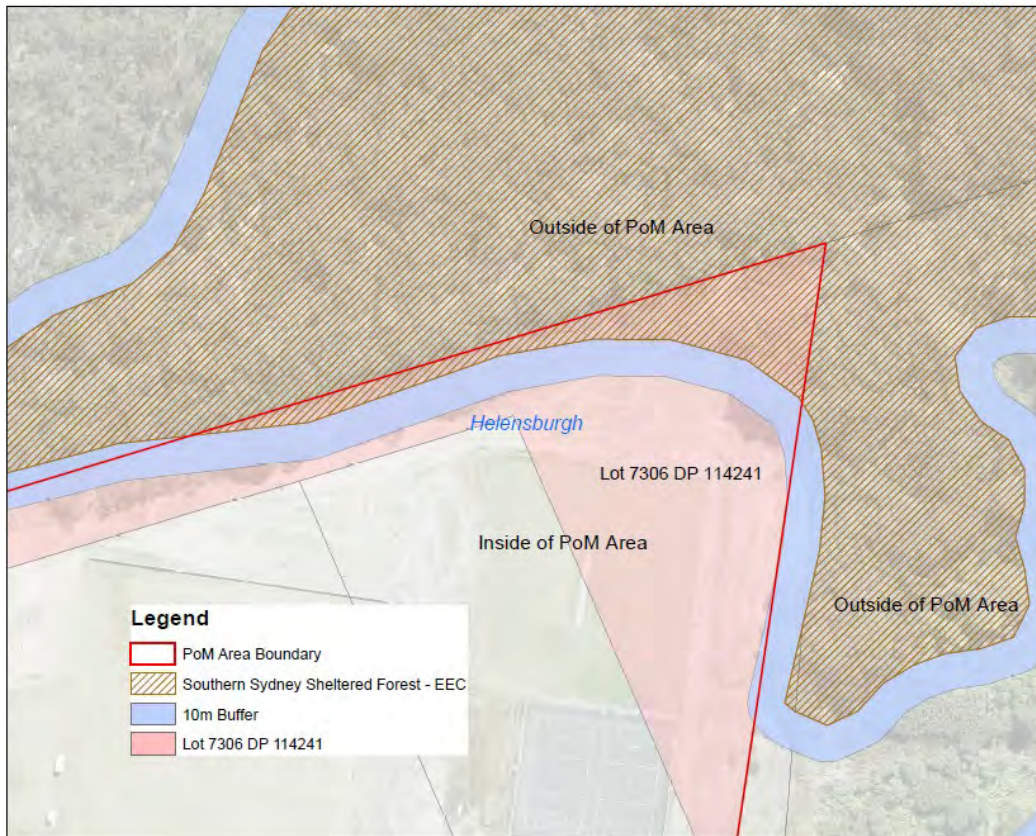 Outside of PoM Area
Helensburgh
Lot 7306 DP 114241
Inside of PoM Area
Outside of PoM Area
Legend
PoM Area Boundary
Southern Sydney Sheltered Forest - EEC
10m Buffer
Lot 7306 DP 114241